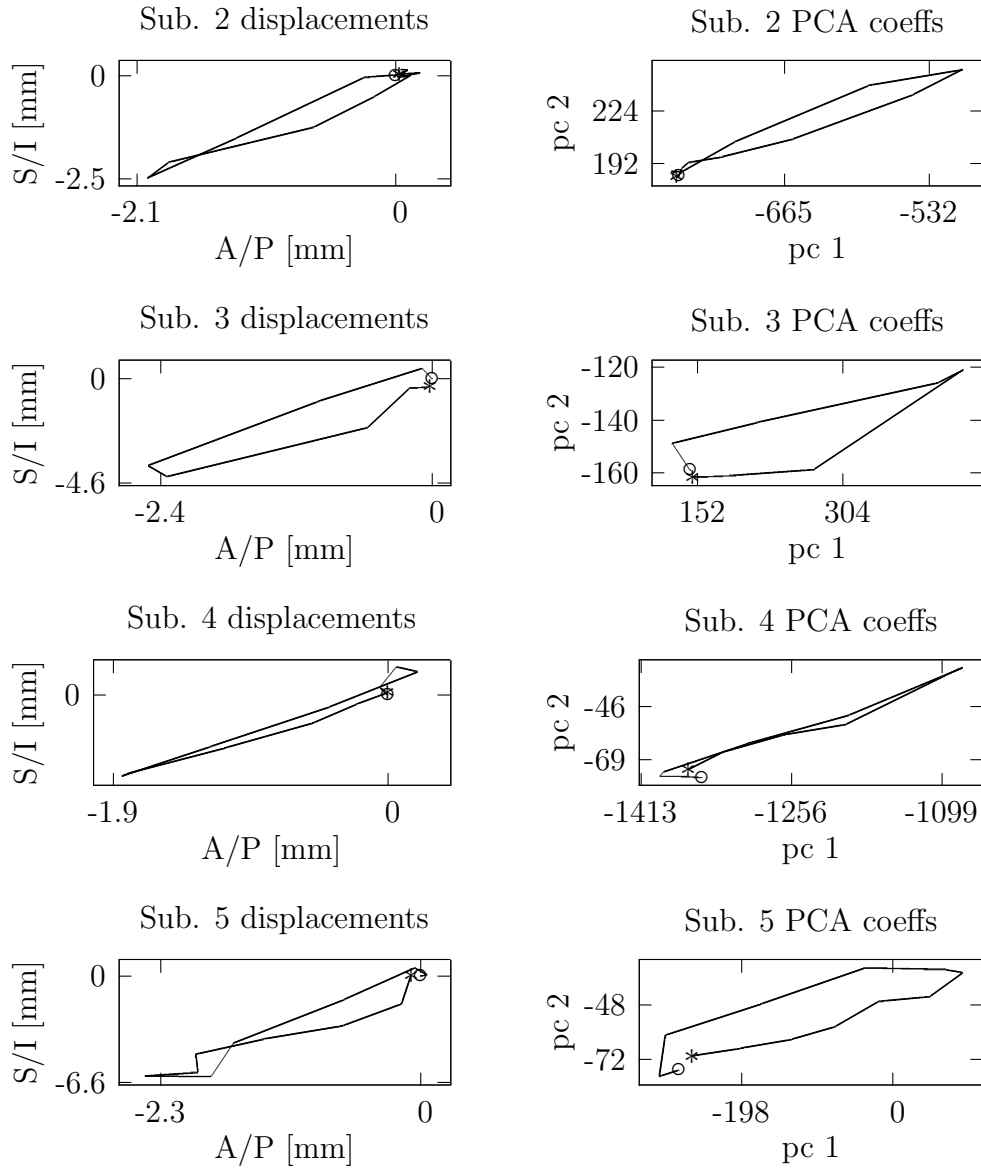 Sub. 2 displacements
S/I [mm]
0
-2.5
-2.1
0
A/P [mm]
Sub. 2 PCA coeffs
pc 2
224
192
-665
-532
pc 1
Sub. 3 displacements
S/I [mm]
0
-4.6
-2.4
0
A/P [mm]
Sub. 3 PCA coeffs
pc 2
-120
-140
-160
152
304
pc 1
Sub. 4 displacements
S/I [mm]
0
-1.9
0
A/P [mm]
Sub. 4 PCA coeffs
pc 2
-46
-69
-1413
-1256
-1099
pc 1
Sub. 5 displacements
S/I [mm]
0
-6.6
-2.3
0
A/P [mm]
Sub. 5 PCA coeffs
pc 2
-48
-72
-198
0
pc 1